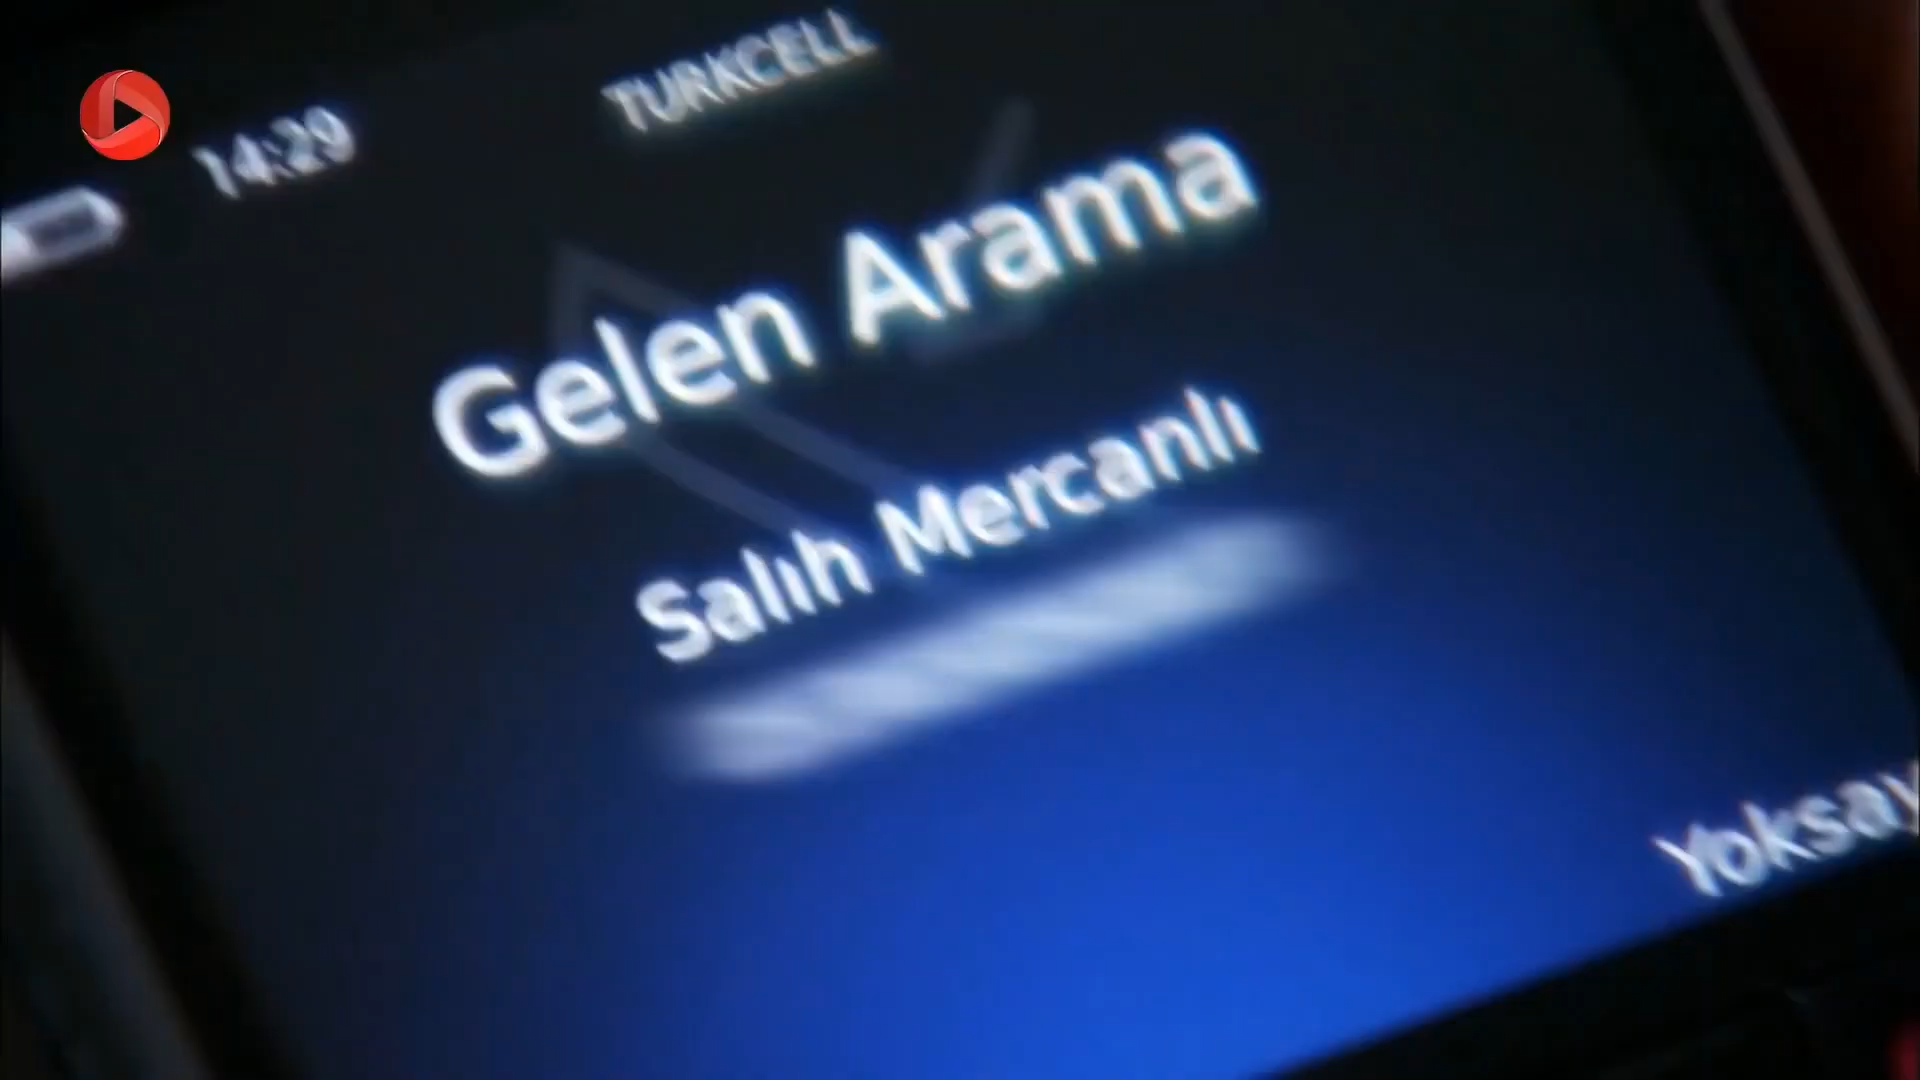 TURKCELL
14:29
Gelen Arama
Salıh Mercanlı
Yoksay